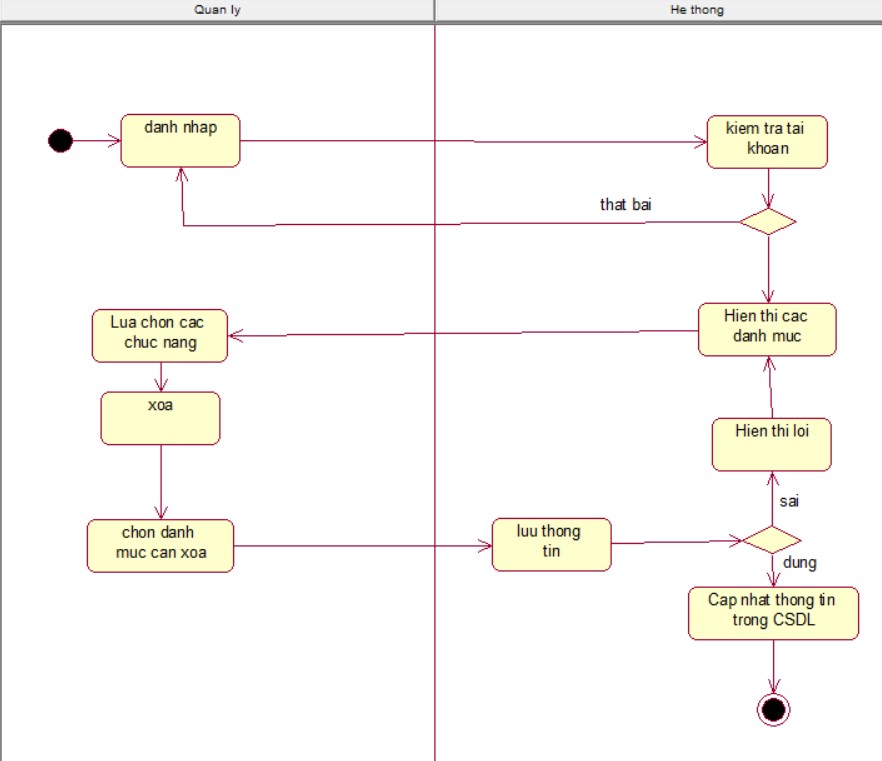 Quan ly
He thong
danh nhap
kiem tra tai
khoan
that bai
Lua chon cac
chuc nang
Hien thi cac
danh muc
xoa
Hien thi loi
sai
chon danh
muc can xoa
luu thong
tin
dung
Cap nhat thong tin
trong CSDL